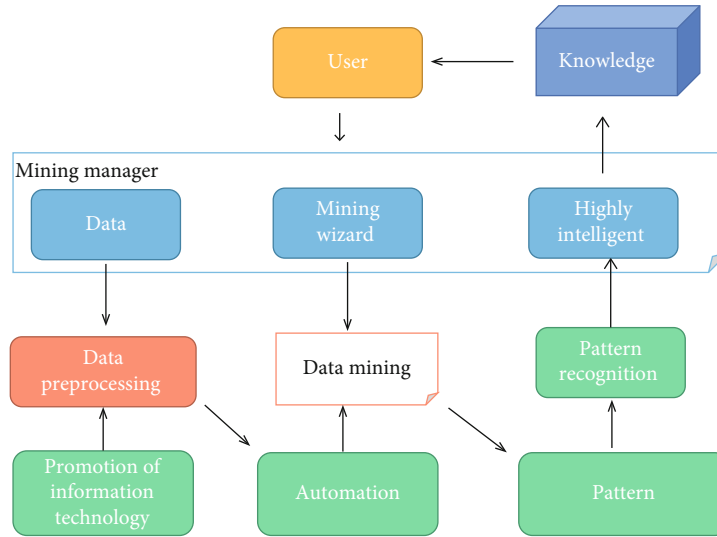 User
Knowledge
Mining manager
Data
Mining
wizard
Highly
intelligent
Data
preprocessing
Data mining
Pattern
recognition
Promotion of
information
technology
Automation
Pattern